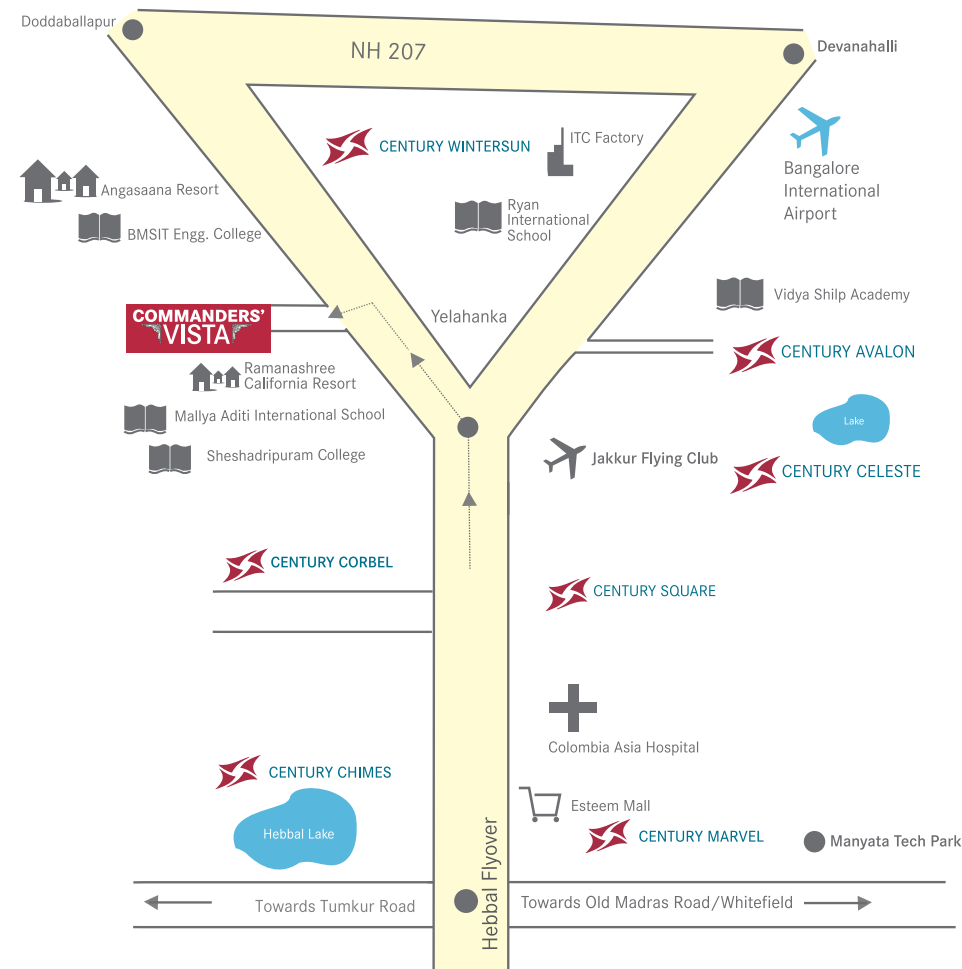 Doddaballapur
NH 207
Devanahalli
CENTURY WINTERSUN
ITC Factory
Bangalore
International
Airport
Angasaana Resort
Ryan
International
School
BMSIT Engg. College
Vidya Shilp Academy
COMMANDERS'
VISTA
Yelahanka
CENTURY AVALON
Ramanashree
California Resort
Mallya Aditi International School
Lake
Sheshadripuram College
Jakkur Flying Club
CENTURY CELESTE
CENTURY CORBEL
CENTURY SQUARE
Colombia Asia Hospital
CENTURY CHIMES
Esteem Mall
Hebbal Lake
CENTURY MARVEL
Manyata Tech Park
Hebbal Flyover
Towards Tumkur Road
Towards Old Madras Road/Whitefield